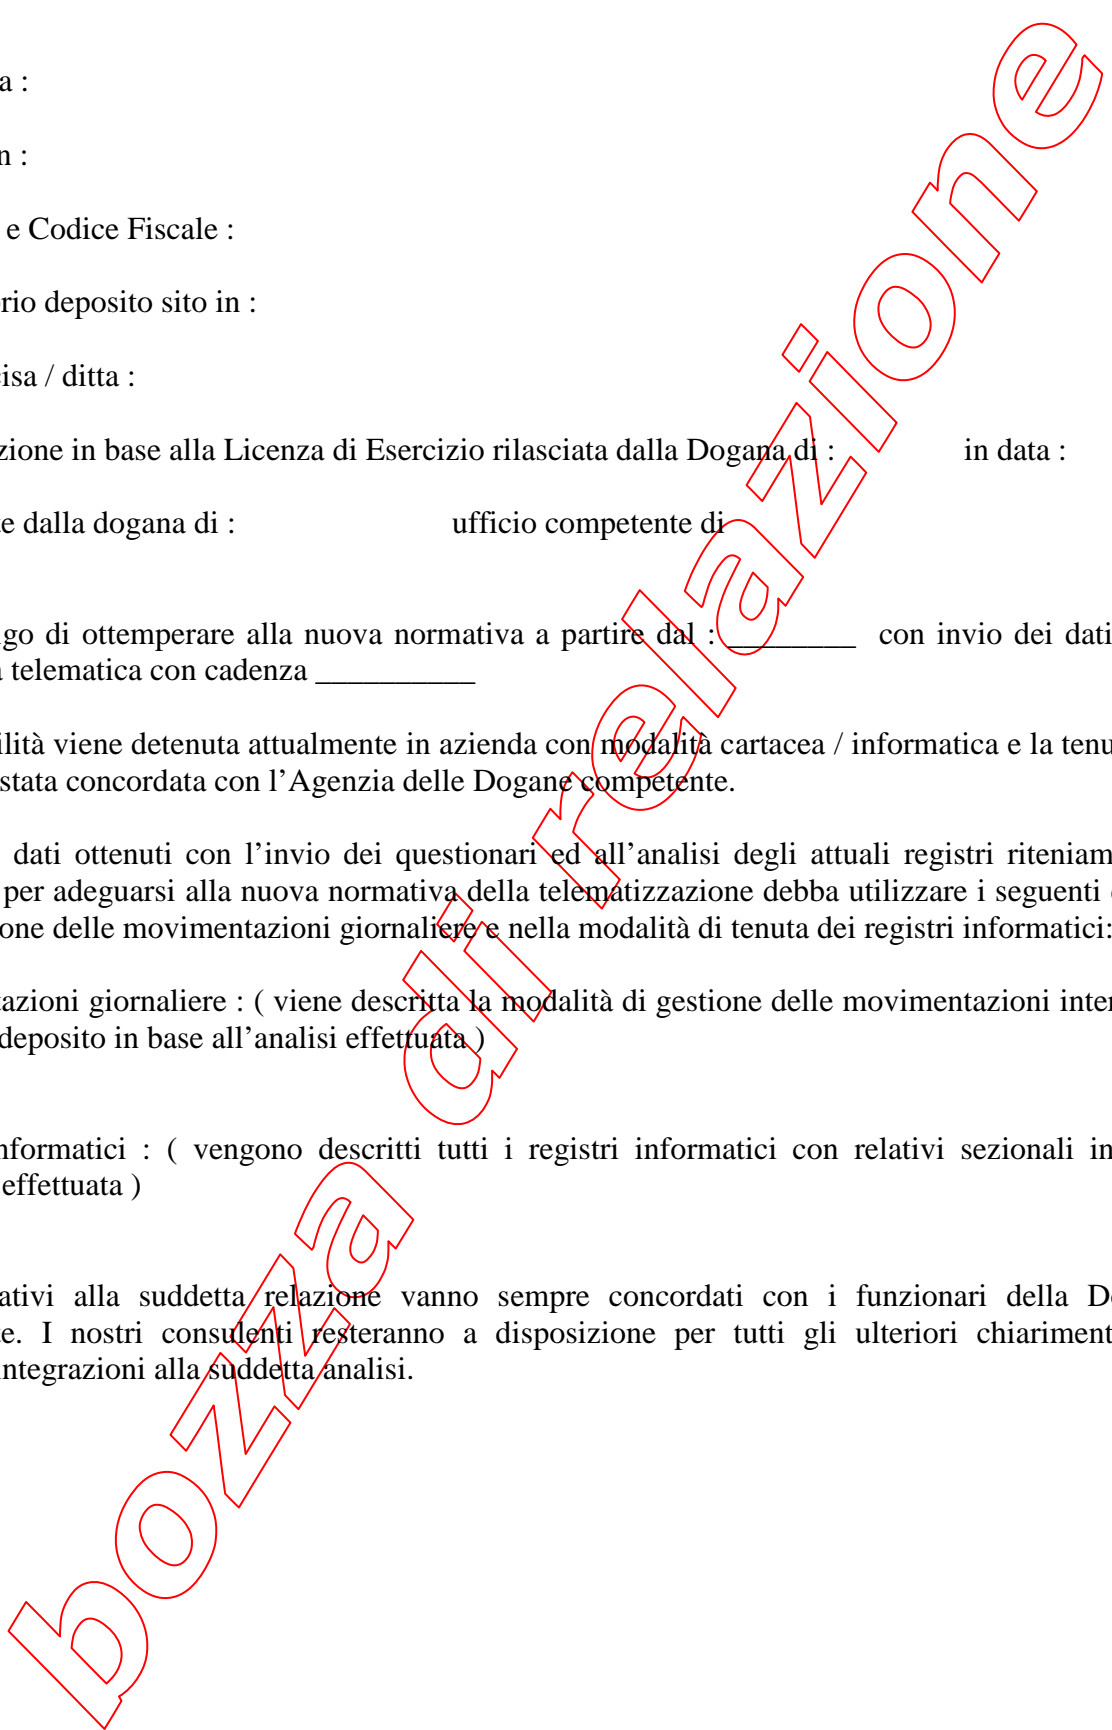 a :
n :
e Codice Fiscale :
rio deposito sito in :
cisa / ditta :
zione in base alla Licenza di Esercizio rilasciata dalla Dogana di : in data :
te dalla dogana di : ufficio competente di
igo di ottemperare alla nuova normativa a partire dal : ________ con invio dei dati
a telematica con cadenza __________
ilità viene detenuta attualmente in azienda con modalità cartacea / informatica e la tenu
stata concordata con l’Agenzia delle Dogane competente.
dati ottenuti con l’invio dei questionari ed all’analisi degli attuali registri riteniam
per adeguarsi alla nuova normativa della telematizzazione debba utilizzare i seguenti
one delle movimentazioni giornaliere e nella modalità di tenuta dei registri informatici:
tazioni giornaliere : ( viene descritta la modalità di gestione delle movimentazioni inter
deposito in base all’analisi effettuata )
nformatici : ( vengono descritti tutti i registri informatici con relativi sezionali in
effettuata )
ativi alla suddetta relazione vanno sempre concordati con i funzionari della D
te. I nostri consulenti resteranno a disposizione per tutti gli ulteriori chiariment
integrazioni alla suddetta analisi.
bozza di relazione